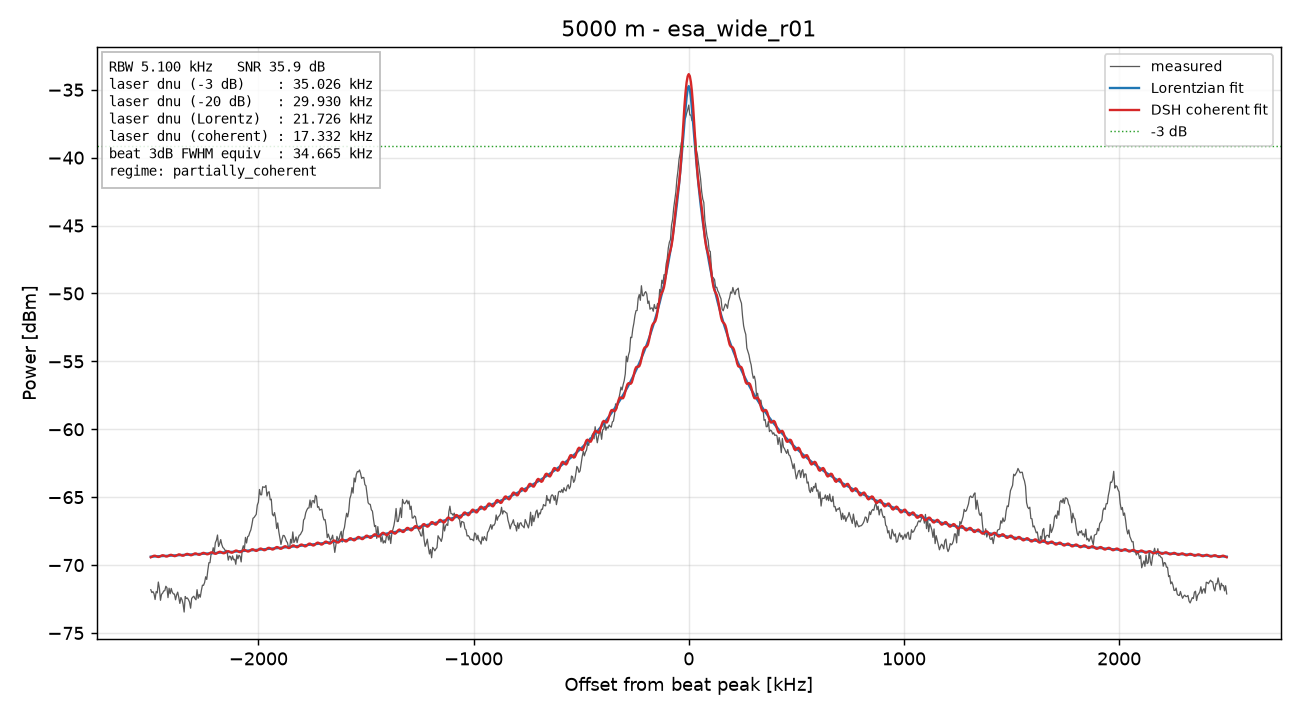 5000 m - esa_wide_r01
RBW 5.100 kHz   SNR 35.9 dB
laser dnu (-3 dB)    : 35.026 kHz
laser dnu (-20 dB)   : 29.930 kHz
laser dnu (Lorentz)  : 21.726 kHz
laser dnu (coherent) : 17.332 kHz
beat 3dB FWHM equiv  : 34.665 kHz
regime: partially_coherent
measured
Lorentzian fit
DSH coherent fit
-3 dB
Power [dBm]
−35
−40
−45
−50
−55
−60
−65
−70
−75
−2000
−1000
0
1000
2000
Offset from beat peak [kHz]